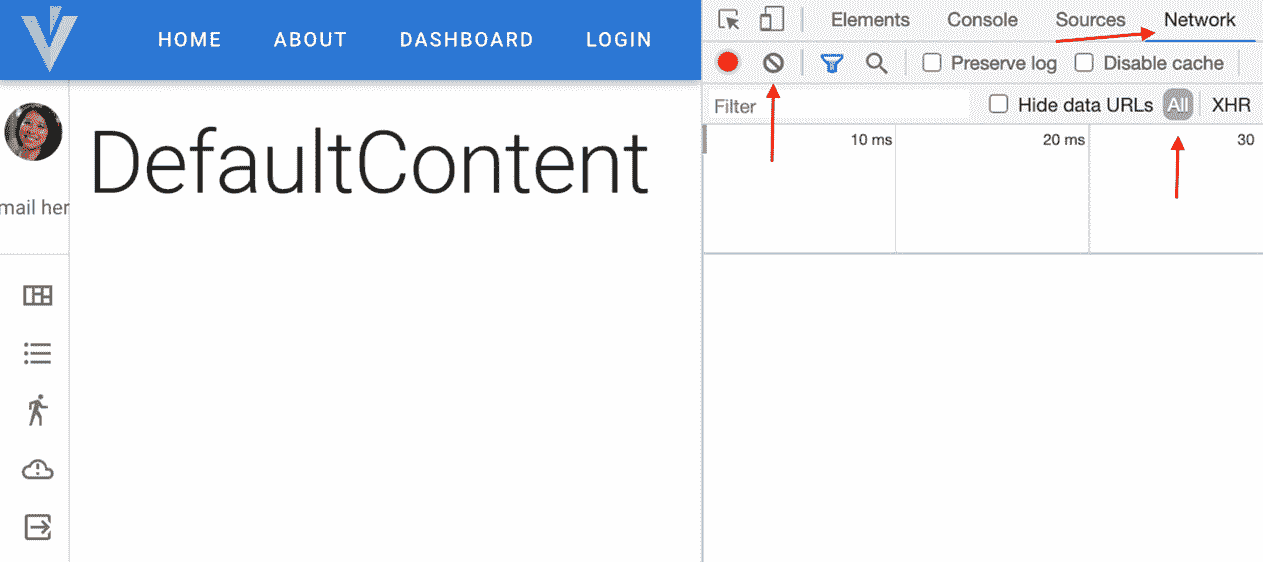 HOME ABOUT DASHBOARD LOGIN
mail her
DefaultContent
Elements Console Sources Network
Preserve log Disable cache
Filter Hide data URLs All XHR
10 ms 20 ms 30